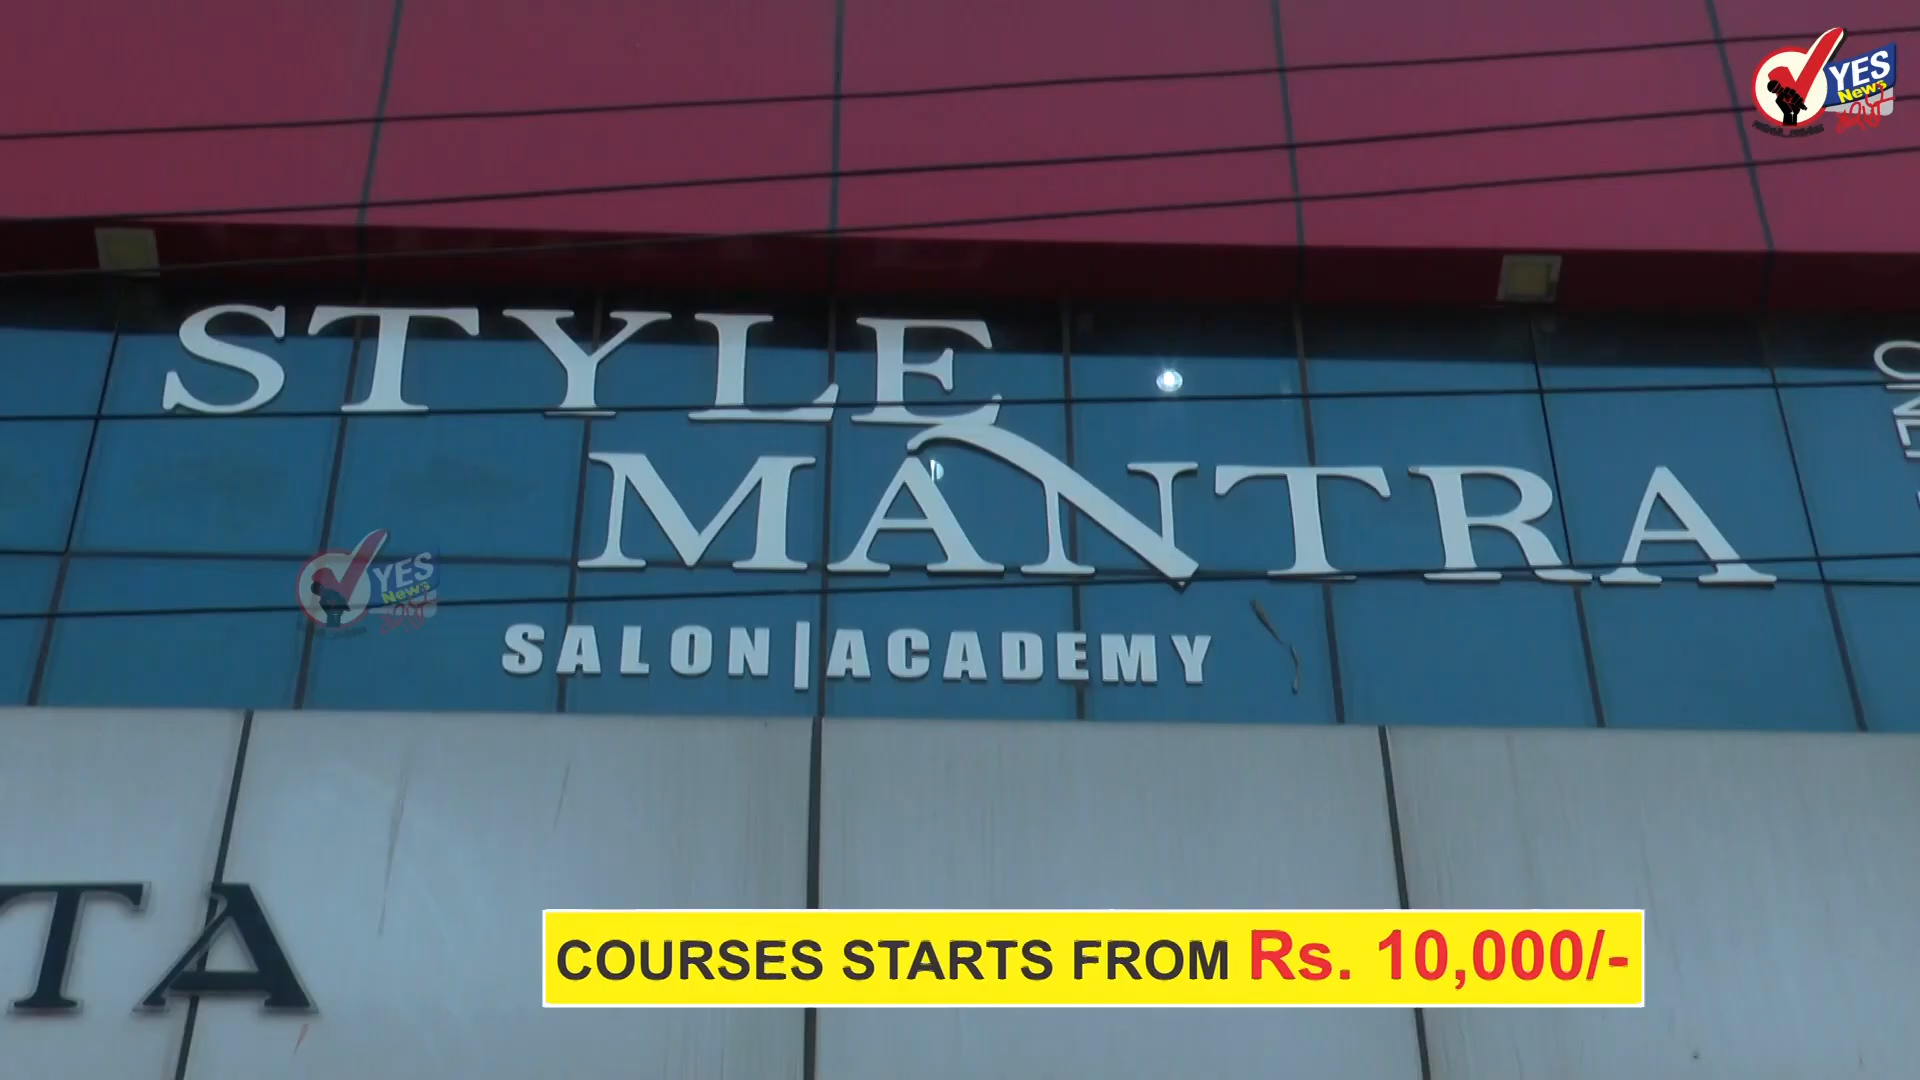 YES
News
STYLE
MANTRA
YES
News
SALON|ACADEMY
TA
COURSES STARTS FROM Rs. 10,000/-